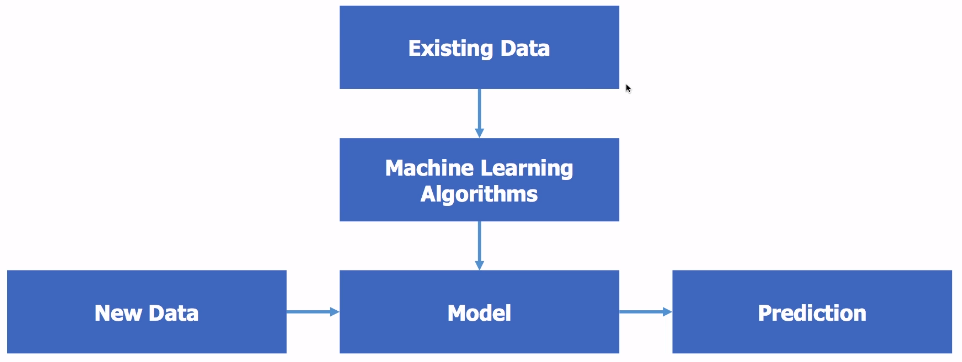 Existing Data
Machine Learning
Algorithms
New Data
Model
Prediction